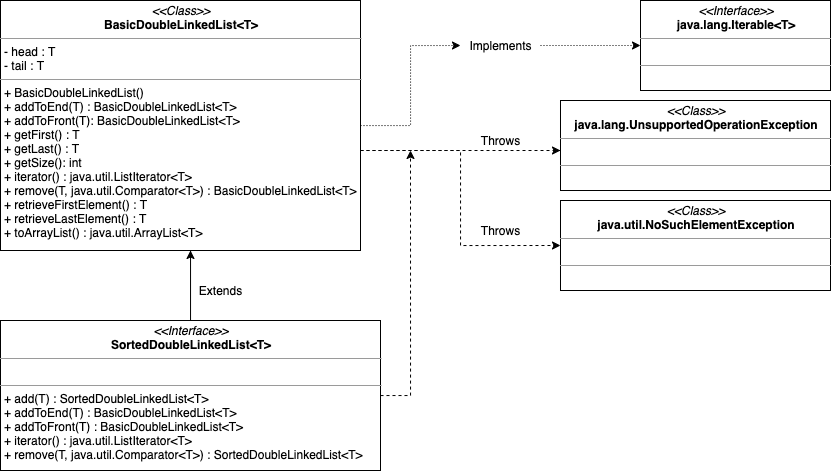 <<Class>>
BasicDoubleLinkedList<T>
- head : T
- tail : T
+ BasicDoubleLinkedList()
+ addToEnd(T) : BasicDoubleLinkedList<T>
+ addToFront(T): BasicDoubleLinkedList<T>
+ getFirst() : T
+ getLast() : T
+ getSize(): int
+ iterator() : java.util.ListIterator<T>
+ remove(T, java.util.Comparator<T>) : BasicDoubleLinkedList<T>
+ retrieveFirstElement() : T
+ retrieveLastElement() : T
+ toArrayList() : java.util.ArrayList<T>
Implements
<<Interface>>
java.lang.Iterable<T>
Throws
<<Class>>
java.lang.UnsupportedOperationException
Throws
<<Class>>
java.util.NoSuchElementException
Extends
<<Interface>>
SortedDoubleLinkedList<T>
+ add(T) : SortedDoubleLinkedList<T>
+ addToEnd(T) : BasicDoubleLinkedList<T>
+ addToFront(T) : BasicDoubleLinkedList<T>
+ iterator() : java.util.ListIterator<T>
+ remove(T, java.util.Comparator<T>) : SortedDoubleLinkedList<T>